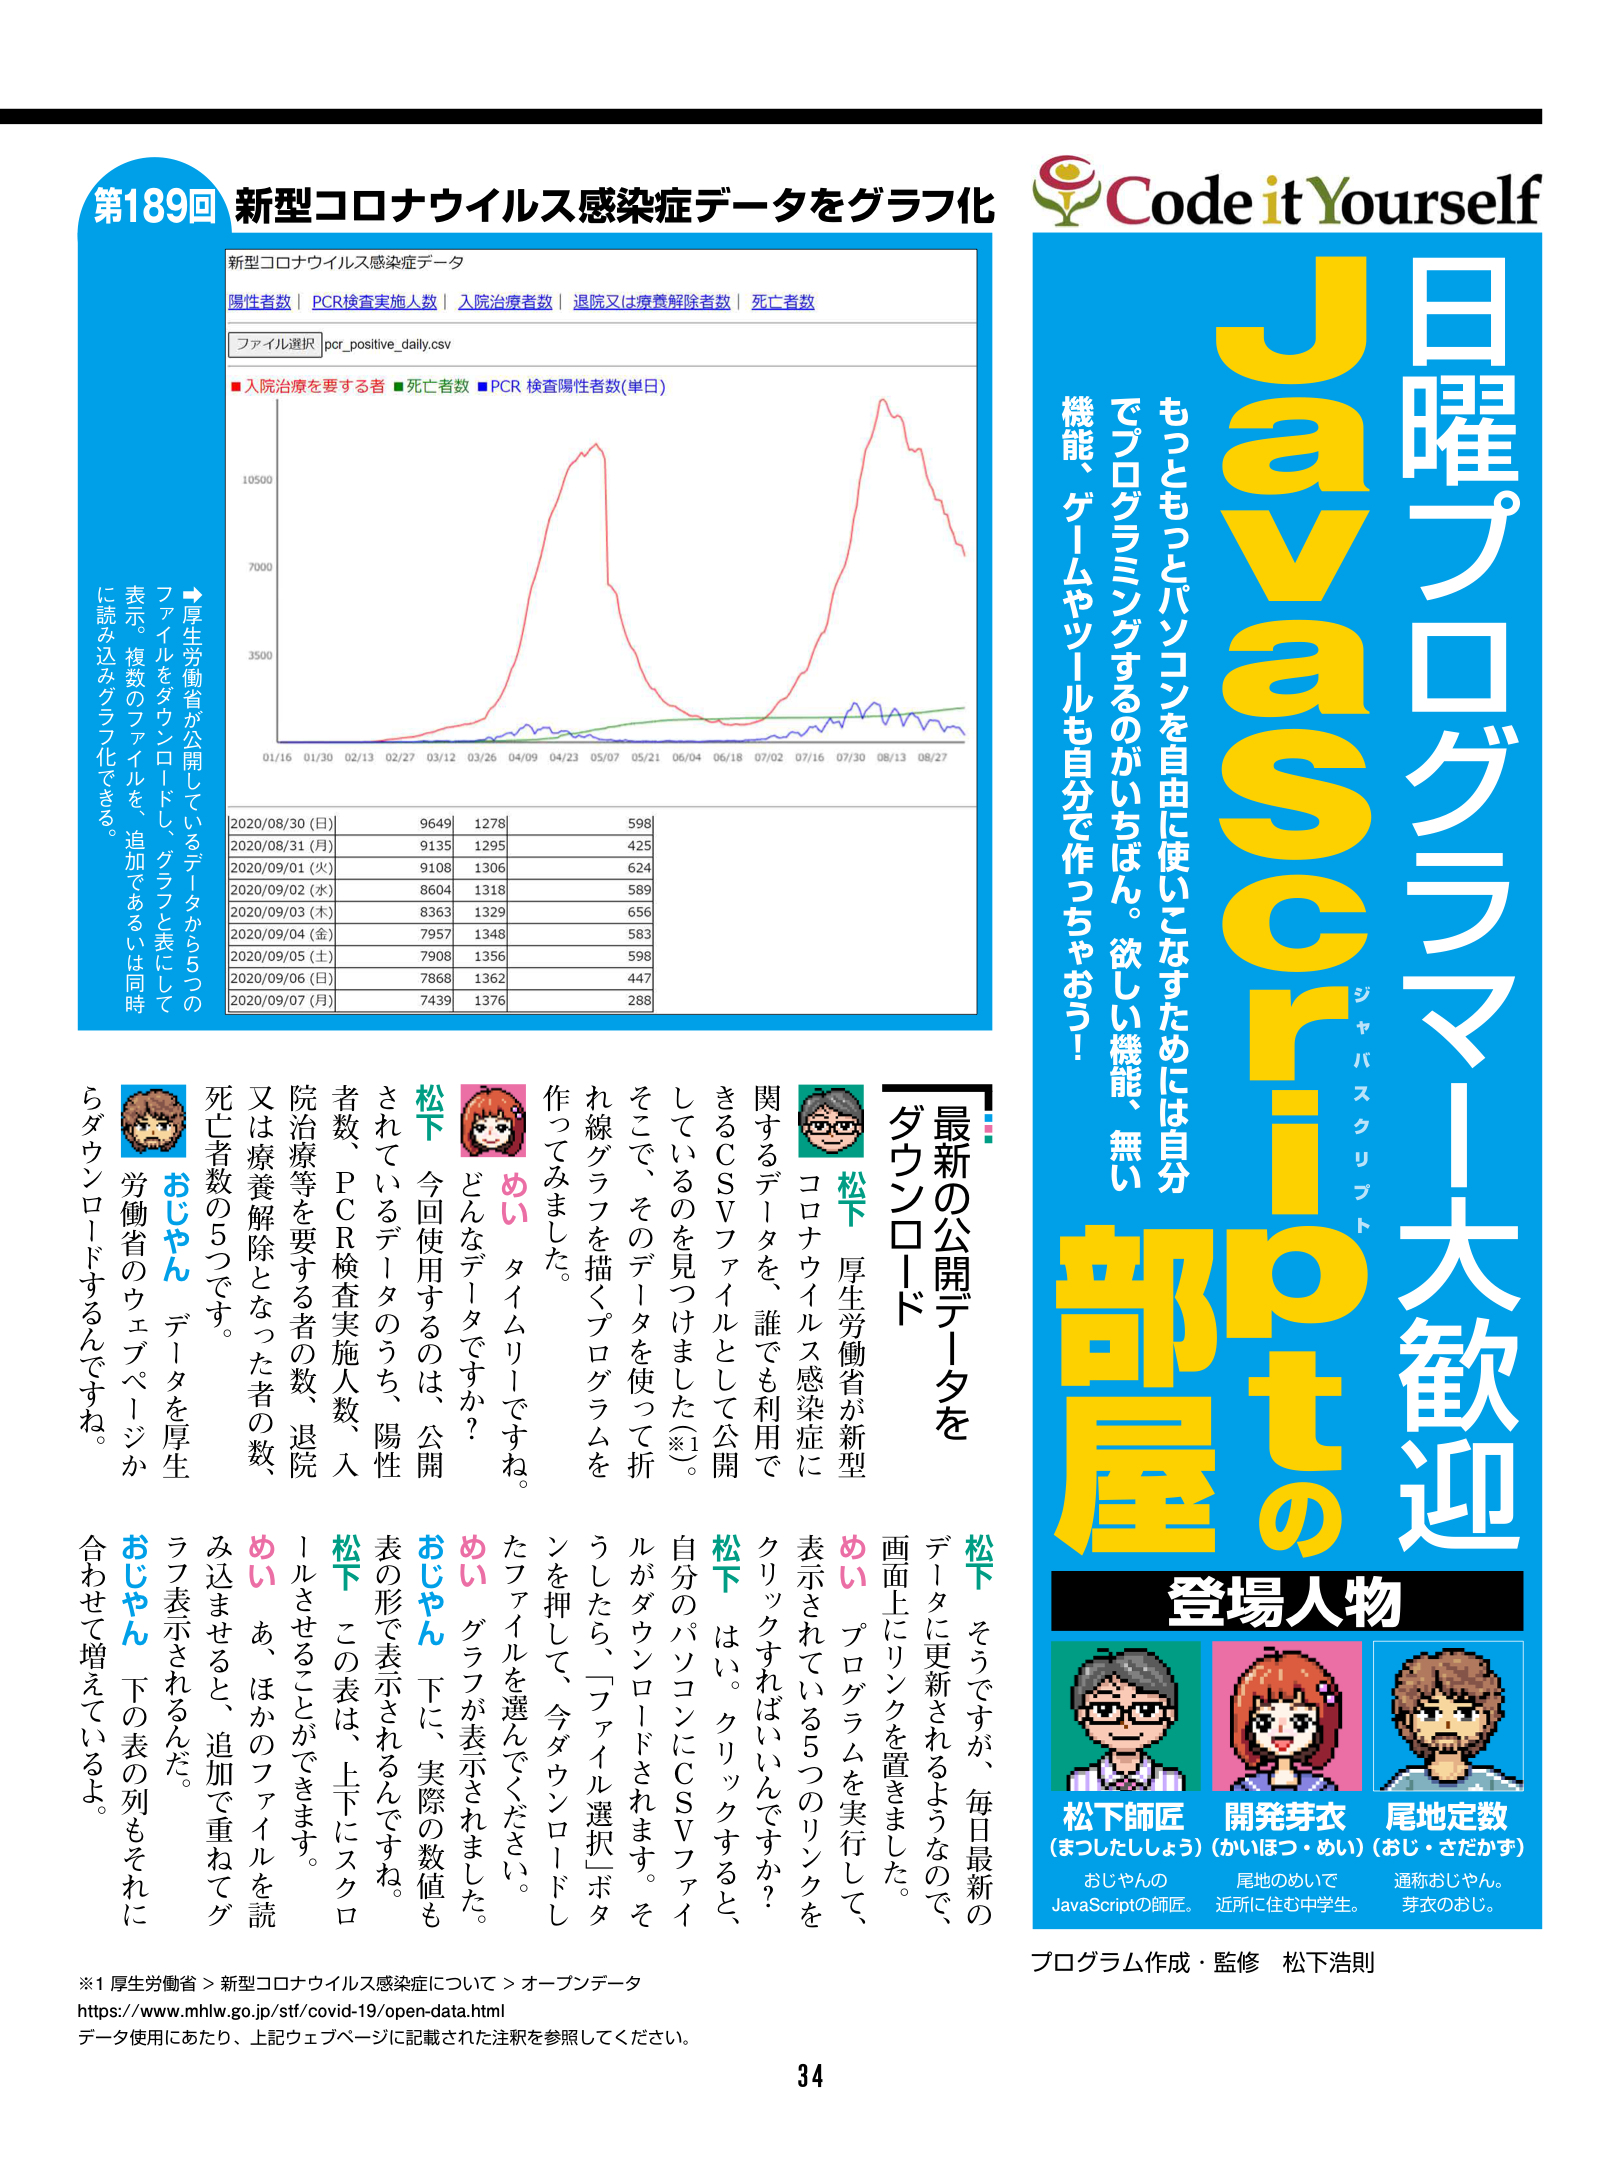 Code it Yourself
日曜プログラマー大歓迎
JavaScriptの
ジャバスクリプト
部屋
もっともっとパソコンを自由に使いこなすためには自分
でプログラミングするのがいちばん。欲しい機能、無い
機能、ゲームやツールも自分で作っちゃおう！
登場人物
松下師匠
(まつしたししょう)
おじやんの
JavaScriptの師匠。
開発芽衣
(かいほつ・めい)
尾地のめいで
近所に住む中学生。
尾地定数
(おじ・さだかず)
通称おじやん。
芽衣のおじ。
プログラム作成・監修　松下浩則
第189回 新型コロナウイルス感染症データをグラフ化
新型コロナウイルス感染症データ
陽性者数｜ PCR検査実施人数｜ 入院治療者数｜ 退院又は療養解除者数｜ 死亡者数
ファイル選択 pcr_positive_daily.csv
■入院治療を要する者 ■死亡者数 ■PCR 検査陽性者数(単日)
10500
7000
3500
01/16 01/30 02/13 02/27 03/12 03/26 04/09 04/23 05/07 05/21 06/04 06/18 07/02 07/16 07/30 08/13 08/27
2020/08/30 (日) 9649 1278 598
2020/08/31 (月) 9135 1295 425
2020/09/01 (火) 9108 1306 624
2020/09/02 (水) 8604 1318 589
2020/09/03 (木) 8363 1329 656
2020/09/04 (金) 7957 1348 583
2020/09/05 (土) 7908 1356 598
2020/09/06 (日) 7868 1362 447
2020/09/07 (月) 7439 1376 288
➡厚生労働省が公開しているデータから５つの
ファイルをダウンロードし、グラフと表にして
表示。複数のファイルを、追加であるいは同時
に読み込みグラフ化できる。
最新の公開データを
ダウンロード
松下　厚生労働省が新型
コロナウイルス感染症に
関するデータを、誰でも利用で
きるＣＳＶファイルとして公開
しているのを見つけました(※1)。
そこで、そのデータを使って折
れ線グラフを描くプログラムを
作ってみました。
めい　タイムリーですね。
どんなデータですか？
松下　今回使用するのは、公開
されているデータのうち、陽性
者数、ＰＣＲ検査実施人数、入
院治療等を要する者の数、退院
又は療養解除となった者の数、
死亡者数の５つです。
おじやん　データを厚生
労働省のウェブページか
らダウンロードするんですね。
松下　そうですが、毎日最新の
データに更新されるようなので、
画面上にリンクを置きました。
めい　プログラムを実行して、
表示されている５つのリンクを
クリックすればいいんですか？
松下　はい。クリックすると、
自分のパソコンにＣＳＶファイ
ルがダウンロードされます。そ
うしたら、「ファイル選択」ボタ
ンを押して、今ダウンロードし
たファイルを選んでください。
めい　グラフが表示されました。
おじやん　下に、実際の数値も
表の形で表示されるんですね。
松下　この表は、上下にスクロ
ールさせることができます。
めい　あ、ほかのファイルを読
み込ませると、追加で重ねてグ
ラフ表示されるんだ。
おじやん　下の表の列もそれに
合わせて増えているよ。
※1 厚生労働省 > 新型コロナウイルス感染症について > オープンデータ
https://www.mhlw.go.jp/stf/covid-19/open-data.html
データ使用にあたり、上記ウェブページに記載された注釈を参照してください。
34